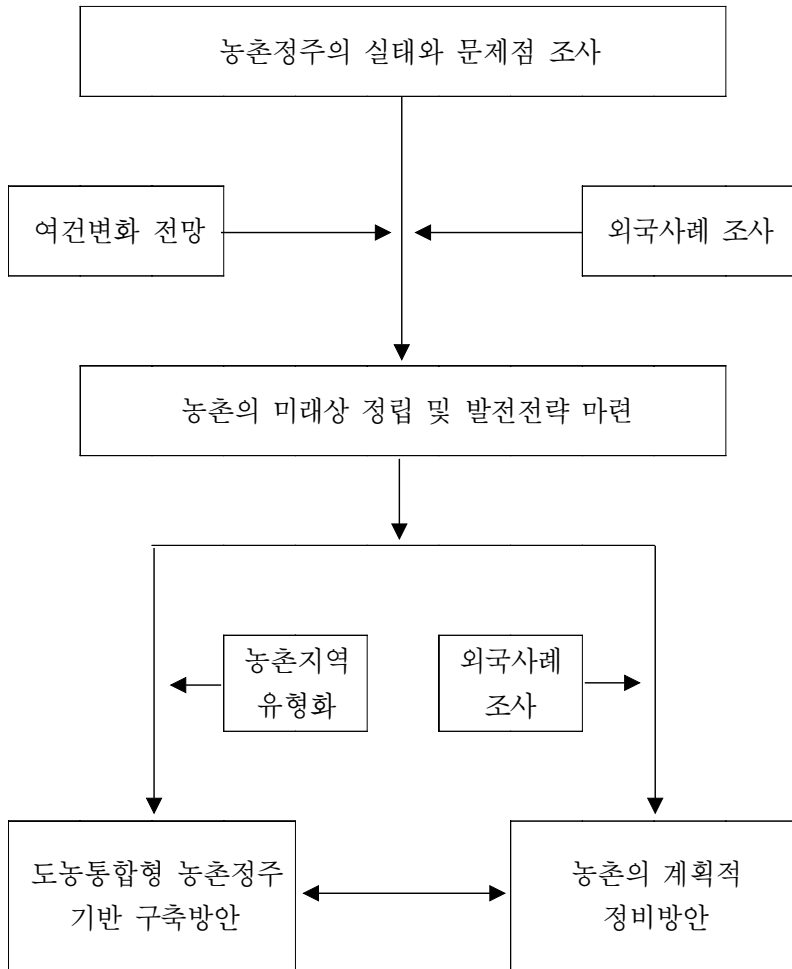 농촌정주의 실태와 문제점 조사
여건변화 전망
외국사례 조사
농촌의 미래상 정립 및 발전전략 마련
농촌지역
유형화
외국사례
조사
도농통합형 농촌정주
기반 구축방안
농촌의 계획적
정비방안